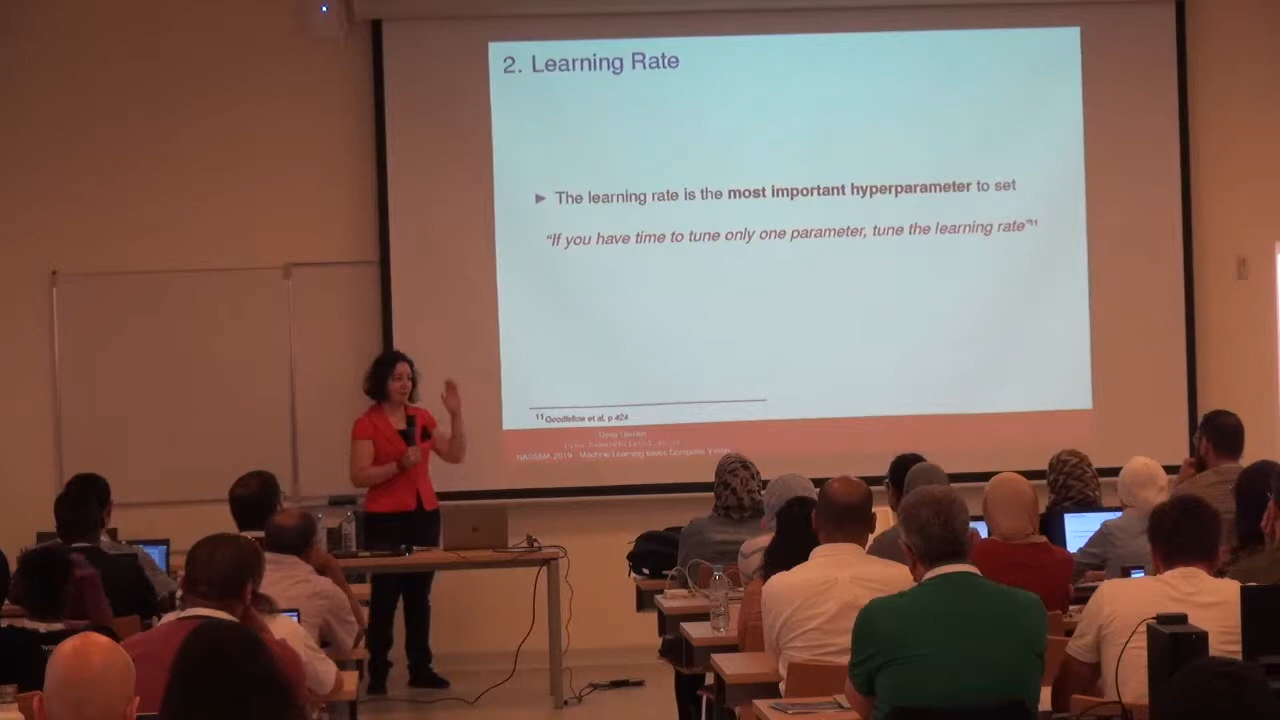 2. Learning Rate
► The learning rate is the most important hyperparameter to set
“If you have time to tune only one parameter, tune the learning rate”11
11 Goodfellow et al, p 424
Dima Damen
NASSMA 2019 : Machine Learning meets Computer Vision